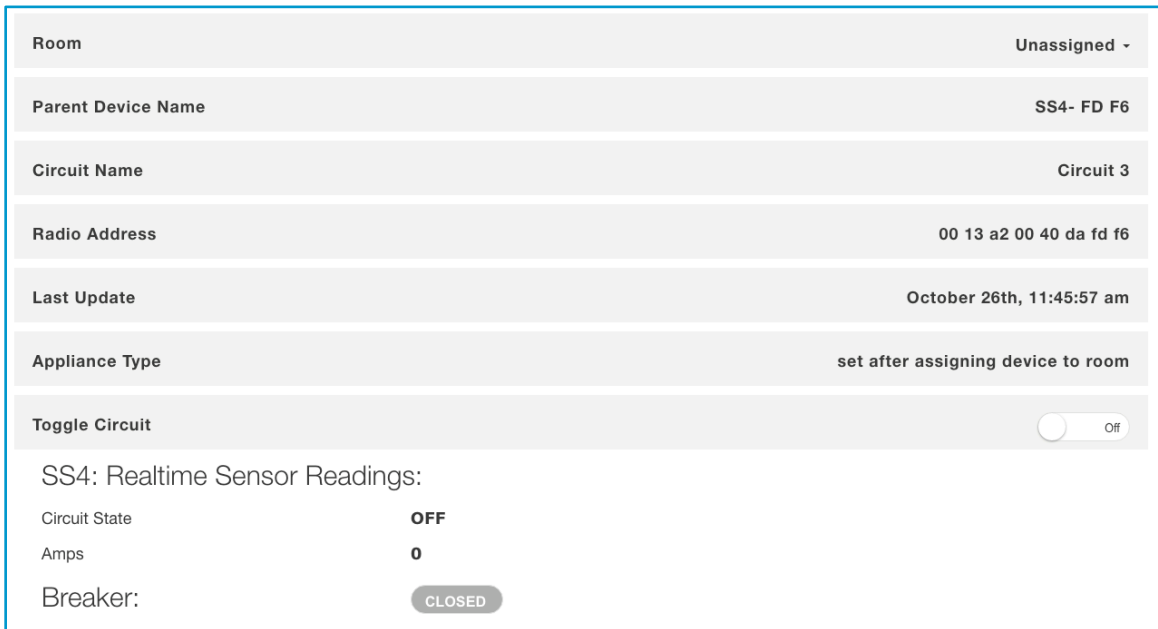 Room Unassigned
Parent Device Name SS4- FD F6
Circuit Name Circuit 3
Radio Address 00 13 a2 00 40 da fd f6
Last Update October 26th, 11:45:57 am
Appliance Type set after assigning device to room
Toggle Circuit Off
SS4: Realtime Sensor Readings:
Circuit State OFF
Amps 0
Breaker: CLOSED